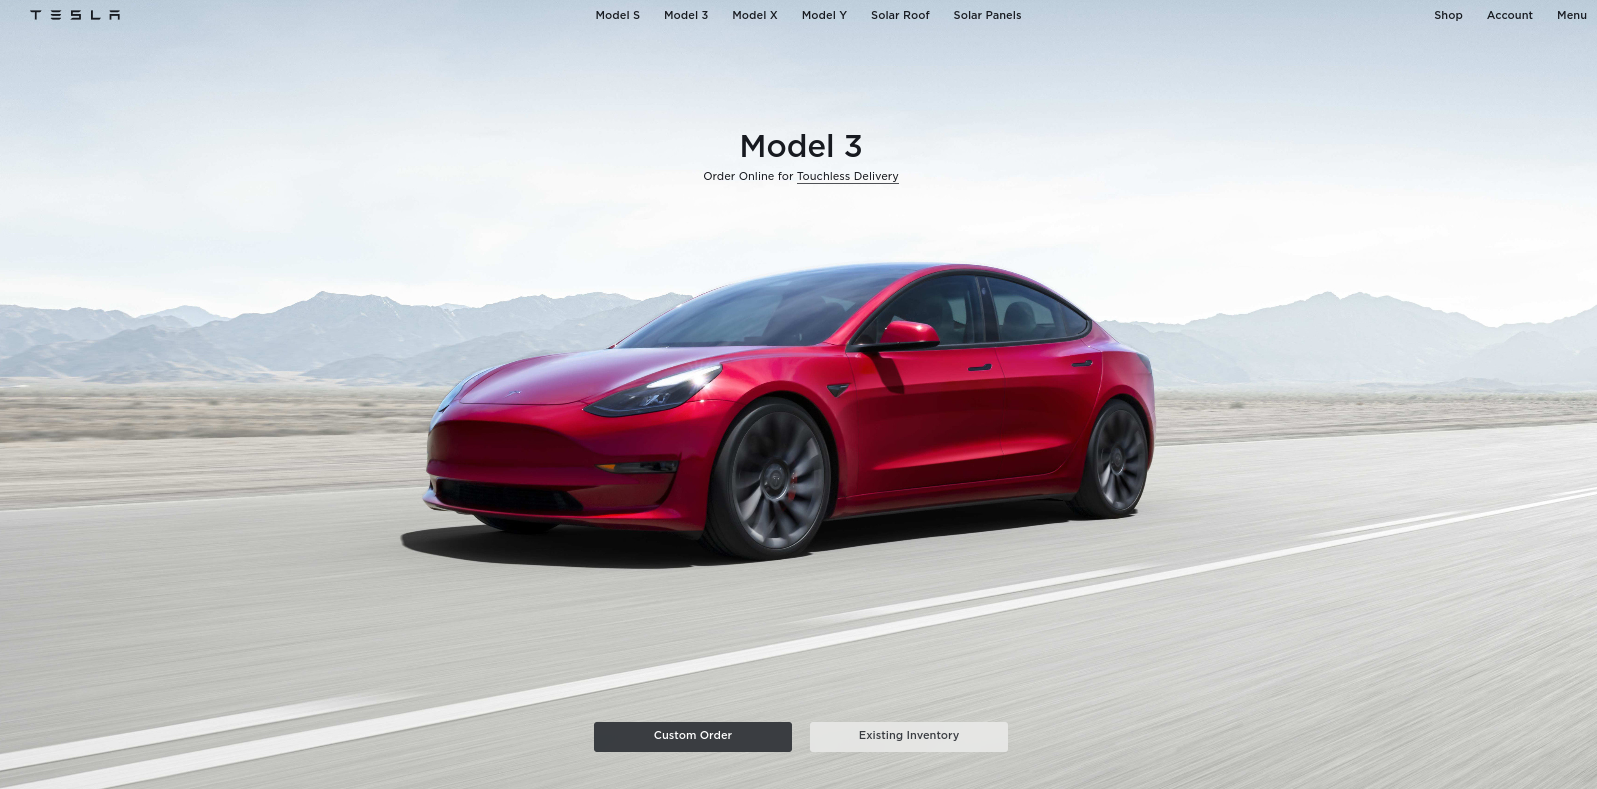 TESLA
Model S Model 3 Model X Model Y Solar Roof Solar Panels
Shop Account Menu
Model 3
Order Online for Touchless Delivery
Custom Order
Existing Inventory